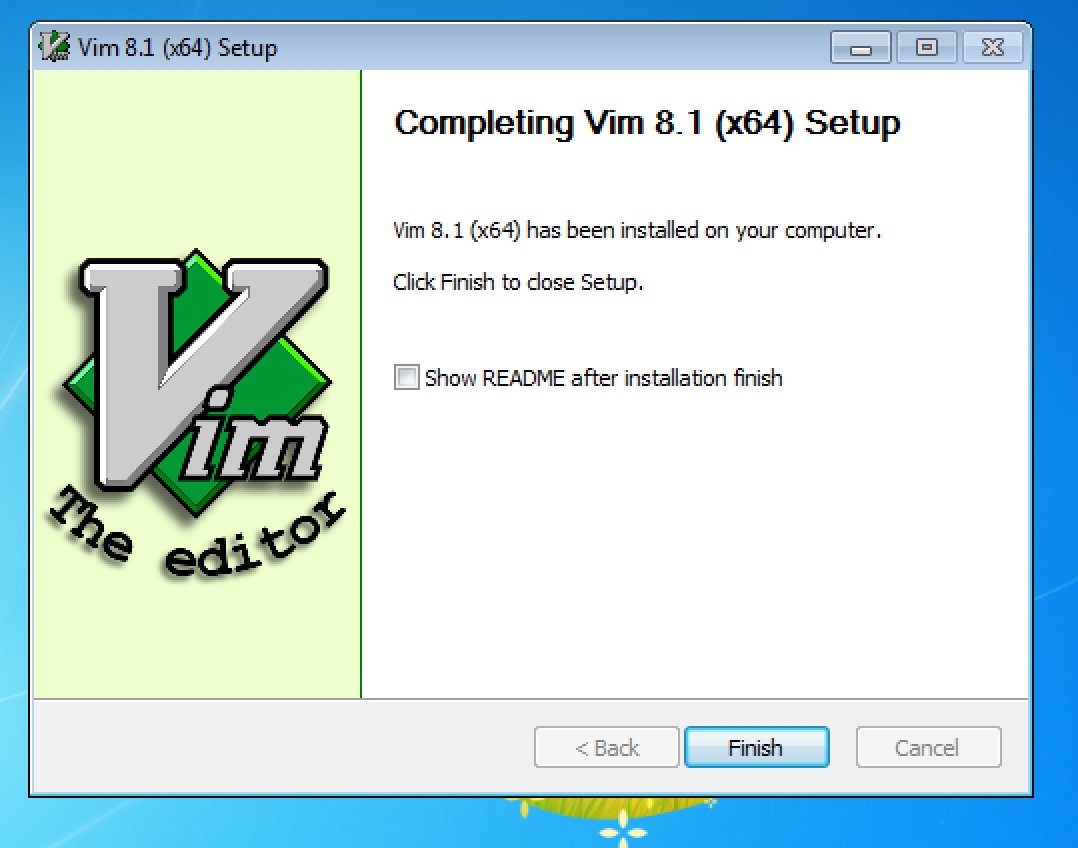 Vim 8.1 (x64) Setup
Completing Vim 8.1 (x64) Setup
Vim 8.1 (x64) has been installed on your computer.
Click Finish to close Setup.
Show README after installation finish
Vim
The editor
< Back
Finish
Cancel